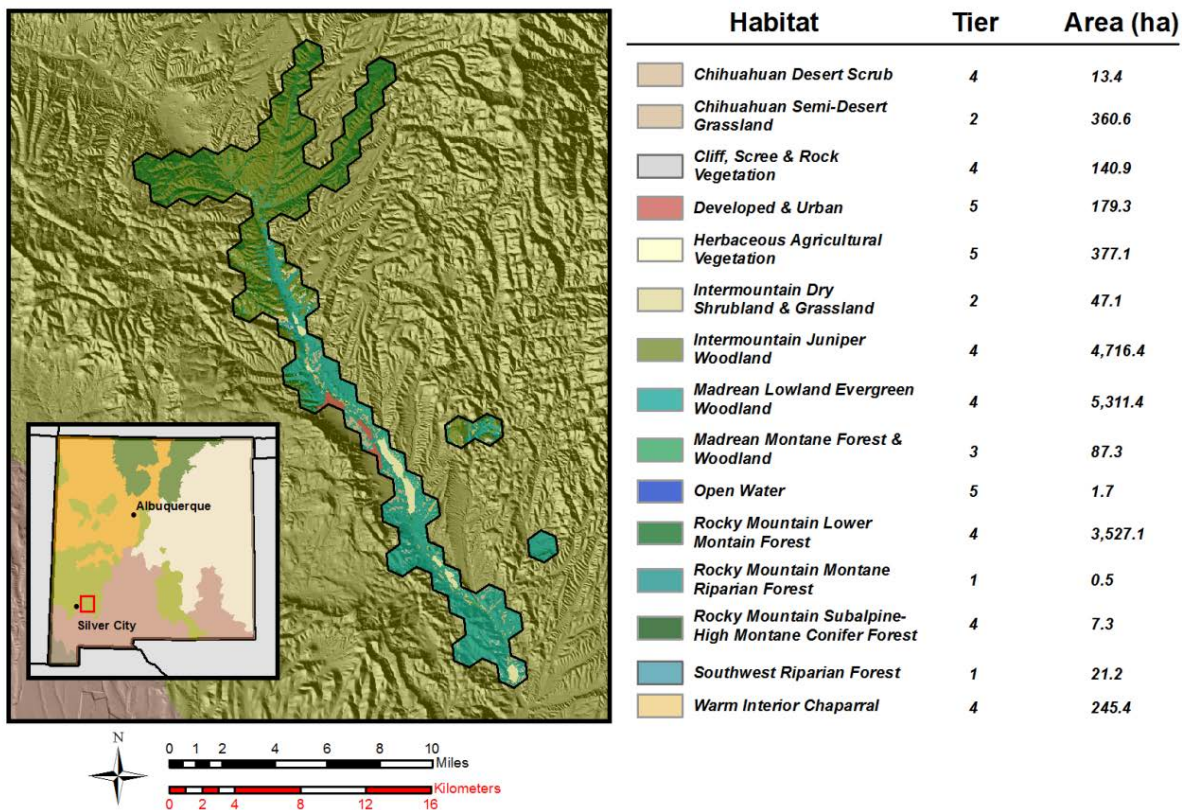 Habitat Tier Area (ha)
Chihuahuan Desert Scrub 4 13.4
Chihuahuan Semi-Desert
Grassland 2 360.6
Cliff, Scree & Rock
Vegetation 4 140.9
Developed & Urban 5 179.3
Herbaceous Agricultural
Vegetation 5 377.1
Intermountain Dry
Shrubland & Grassland 2 47.1
Intermountain Juniper
Woodland 4 4,716.4
Madrean Lowland Evergreen
Woodland 4 5,311.4
Madrean Montane Forest &
Woodland 3 87.3
Open Water 5 1.7
Rocky Mountain Lower
Montain Forest 4 3,527.1
Rocky Mountain Montane
Riparian Forest 1 0.5
Rocky Mountain Subalpine-
High Montane Conifer Forest 4 7.3
Southwest Riparian Forest 1 21.2
Warm Interior Chaparral 4 245.4
Albuquerque
Silver City
N
0 1 2 4 6 8 10
Miles
Kilometers
0 2 4 8 12 16